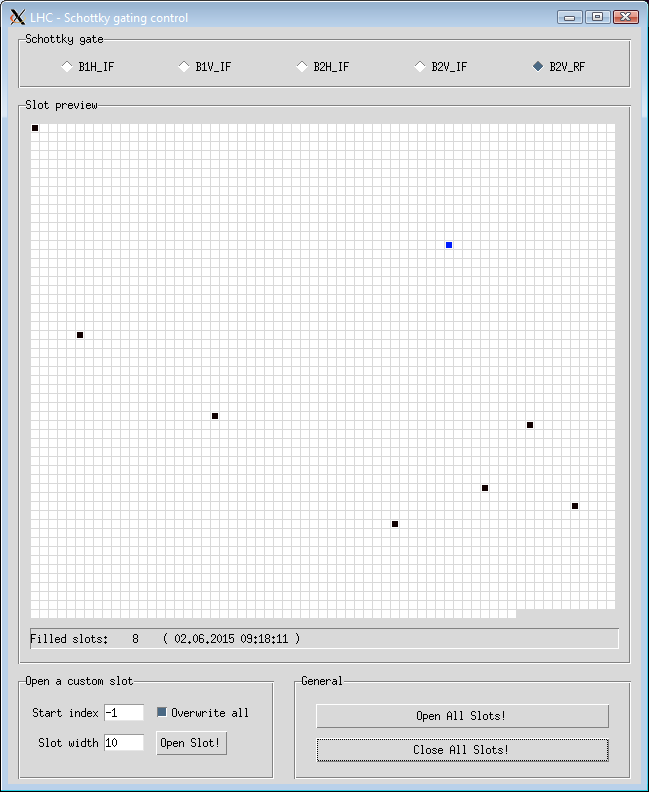 LHC - Schottky gating control
Schottky gate
B1H_IF B1V_IF B2H_IF B2V_IF B2V_RF
Slot preview
Filled slots: 8 ( 02.06.2015 09:18:11 )
Open a custom slot
Start index -1 Overwrite all
Slot width 10 Open Slot!
General
Open All Slots!
Close All Slots!